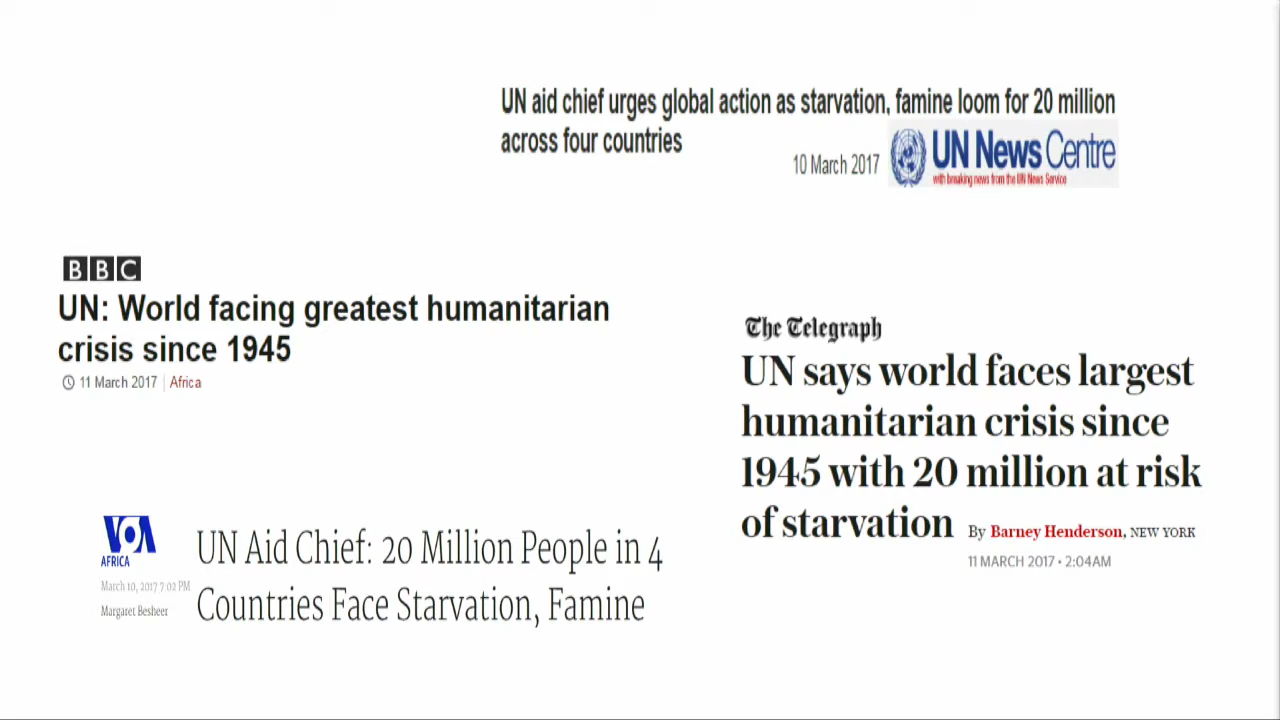 UN aid chief urges global action as starvation, famine loom for 20 million
across four countries
10 March 2017
UN News Centre
with breaking news from the UN News Service
BBC
UN: World facing greatest humanitarian
crisis since 1945
11 March 2017 | Africa
The Telegraph
UN says world faces largest
humanitarian crisis since
1945 with 20 million at risk
of starvation
By Barney Henderson, NEW YORK
11 MARCH 2017 • 2:04AM
VOA
AFRICA
March 10, 2017 7:02 PM
Margaret Besheer
UN Aid Chief: 20 Million People in 4
Countries Face Starvation, Famine